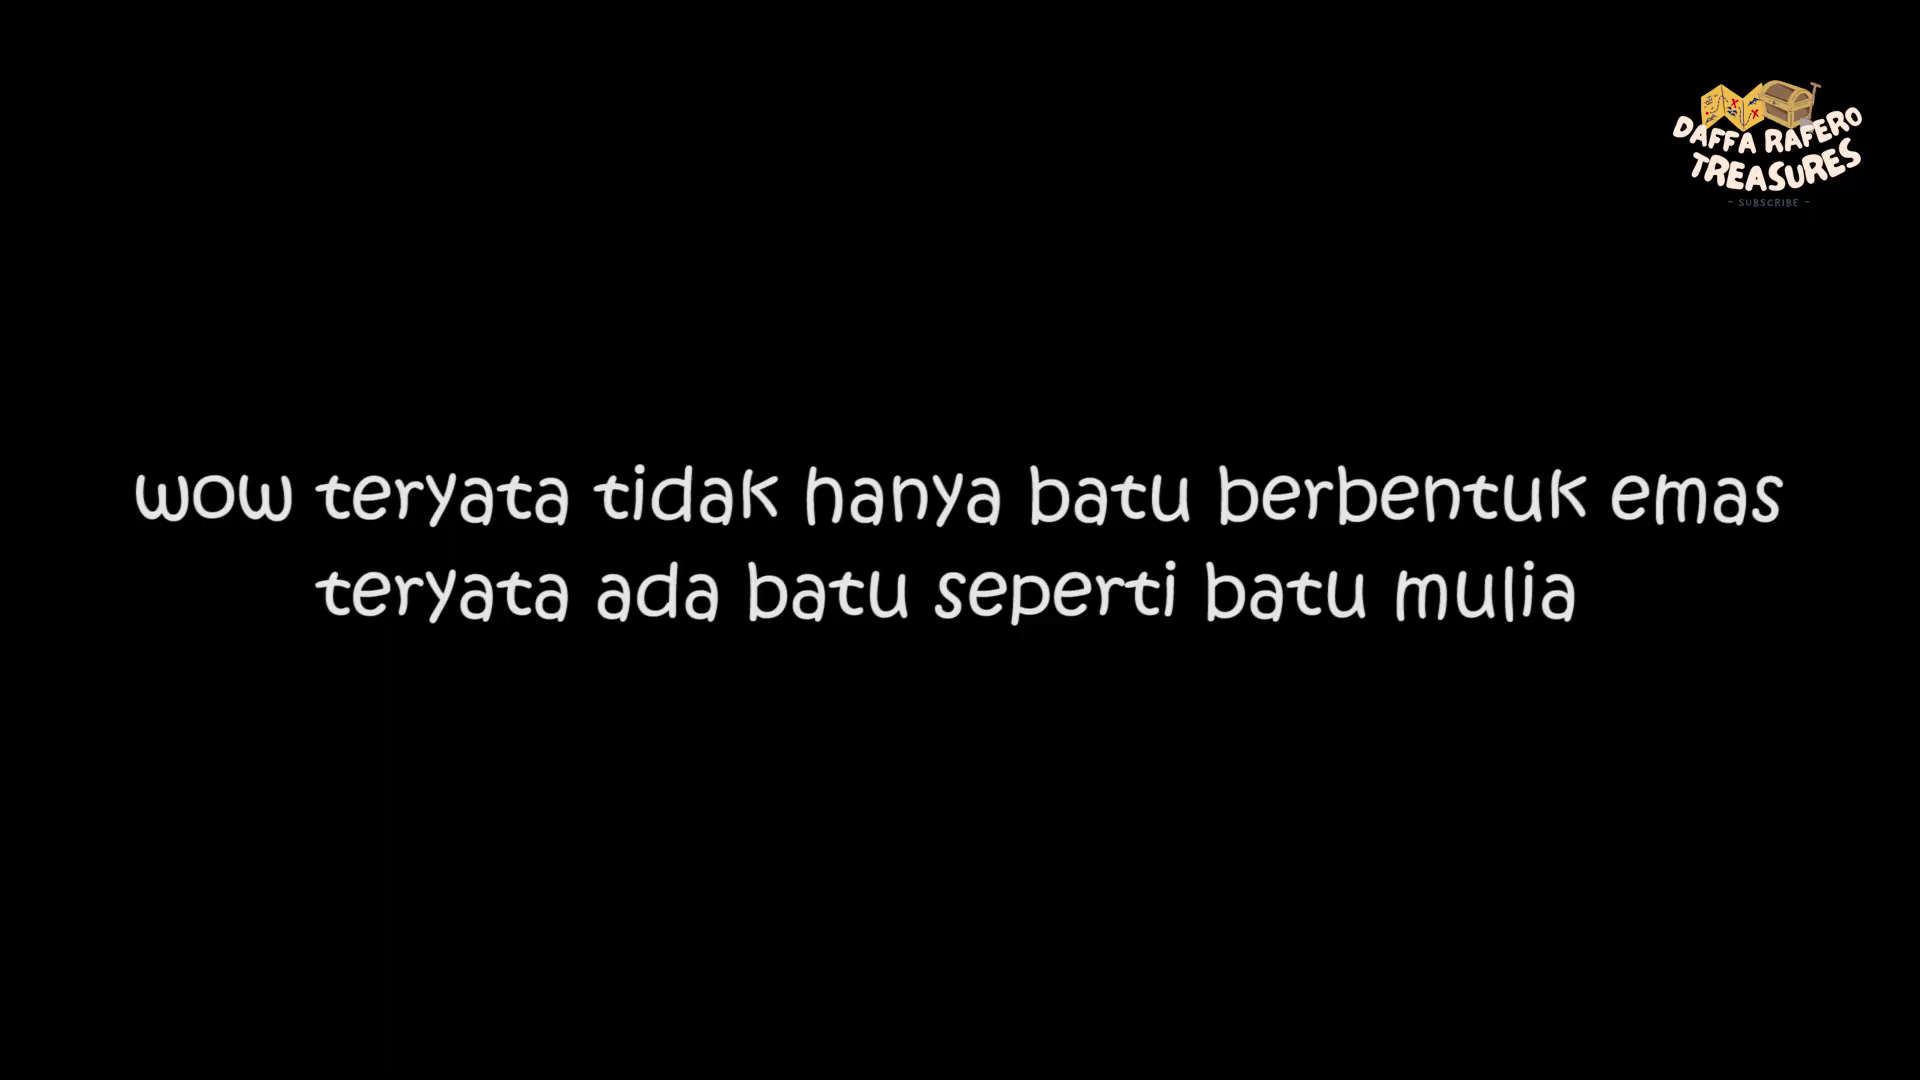 DAFFA RAFERO
TREASURES
- SUBSCRIBE -
wow teryata tidak hanya batu berbentuk emas
teryata ada batu seperti batu mulia